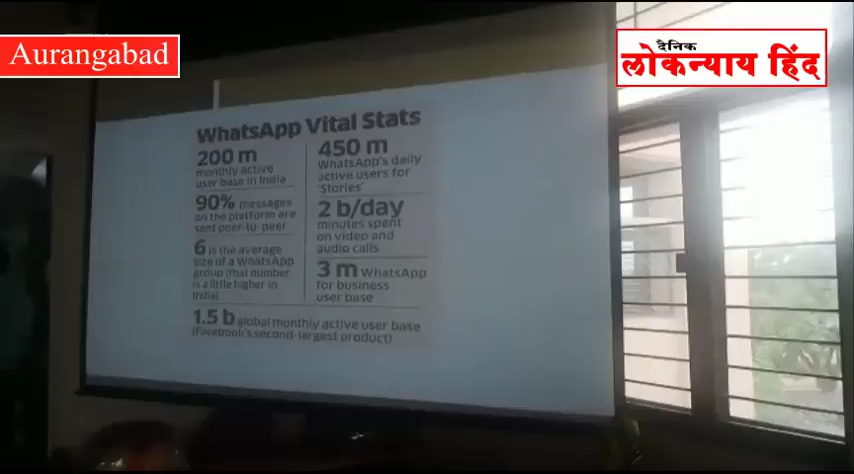 Aurangabad
दैनिक
लोकन्याय हिंद
WhatsApp Vital Stats
200 m
monthly active
user base in India
90% messages
on the platform are
sent peer-to-peer
6 is the average
size of a WhatsApp
group (that number
is a little higher in
India)
450 m
WhatsApp's daily
active users for
'Stories'
2 b/day
minutes spent
on video and
audio calls
3 m WhatsApp
for business
user base
1.5 b global monthly active user base
(Facebook's second-largest product)